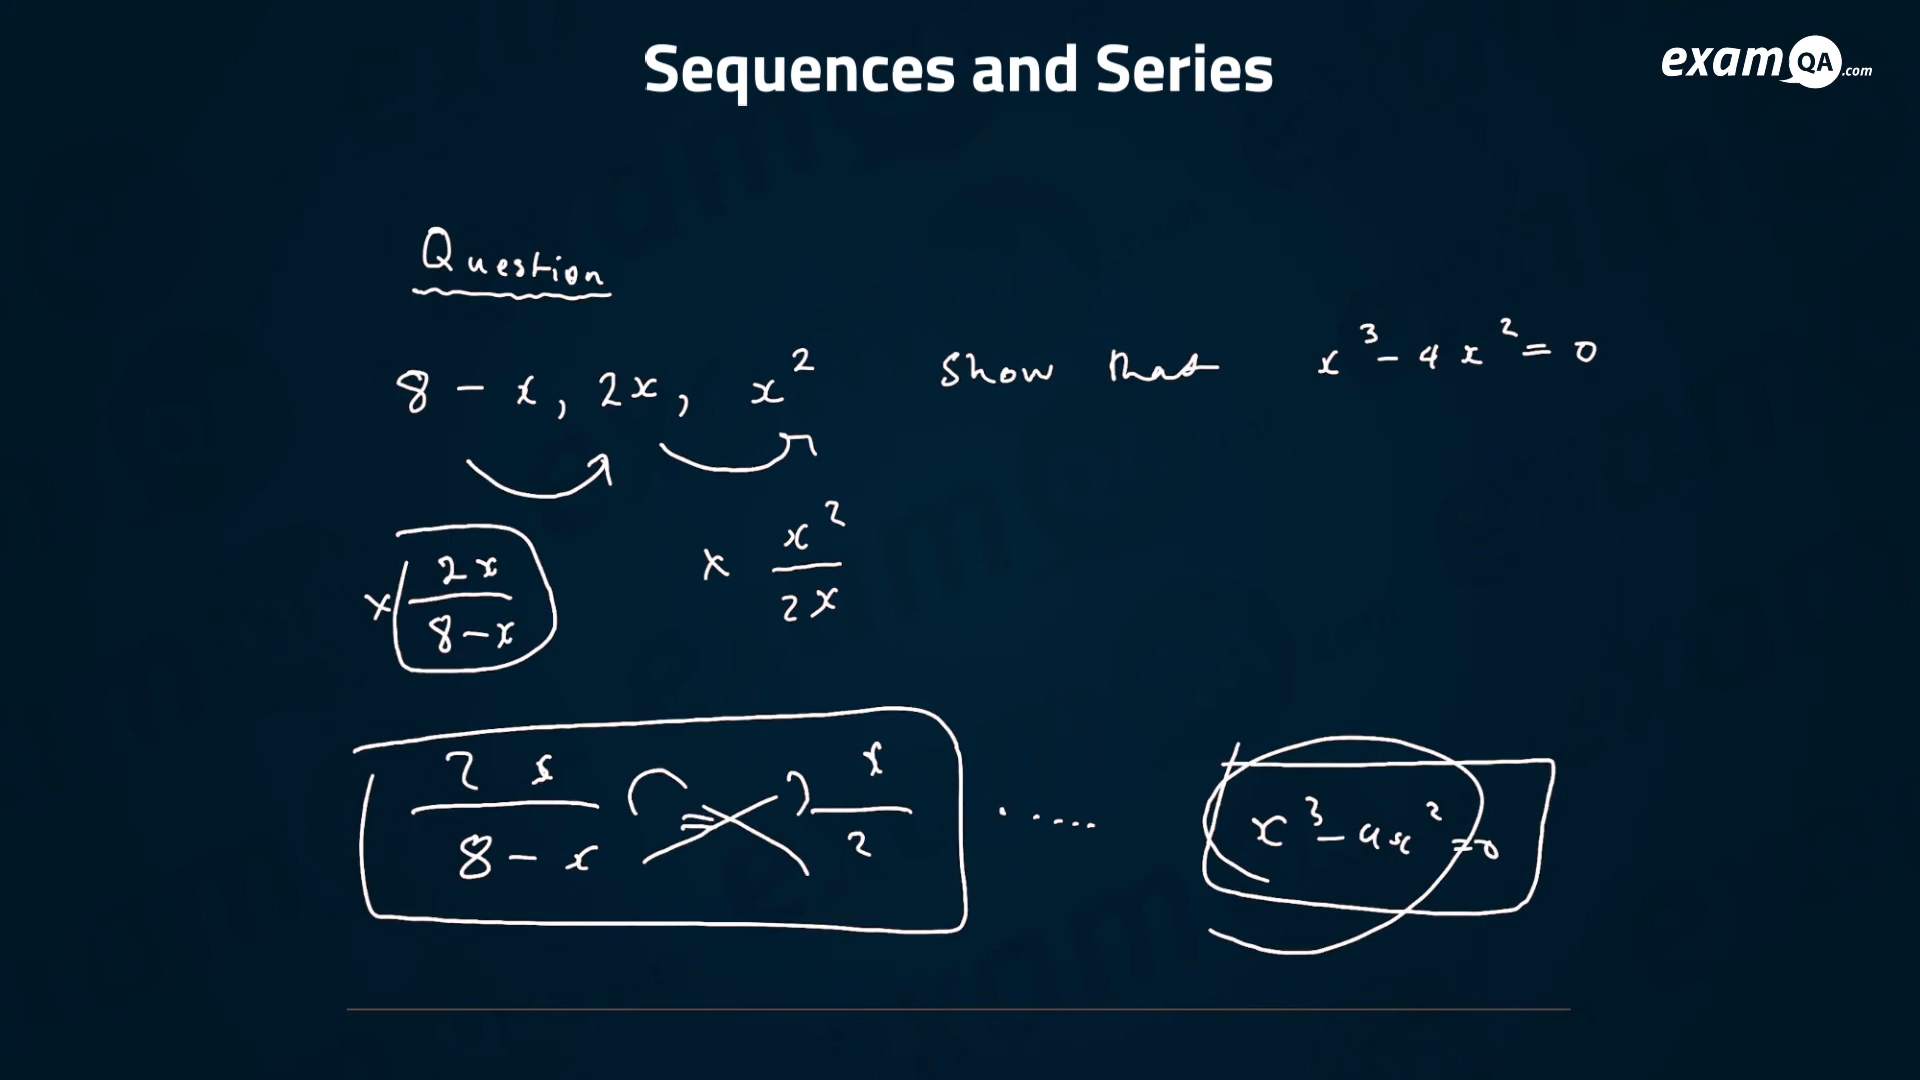 Sequences and Series
examQA.com
Question
8 - x, 2x, x² Show that x³ - 4x² = 0
x 2x/8-x x x²/2x
2x/8-x = x/2 ...... x³ - 4x² = 0